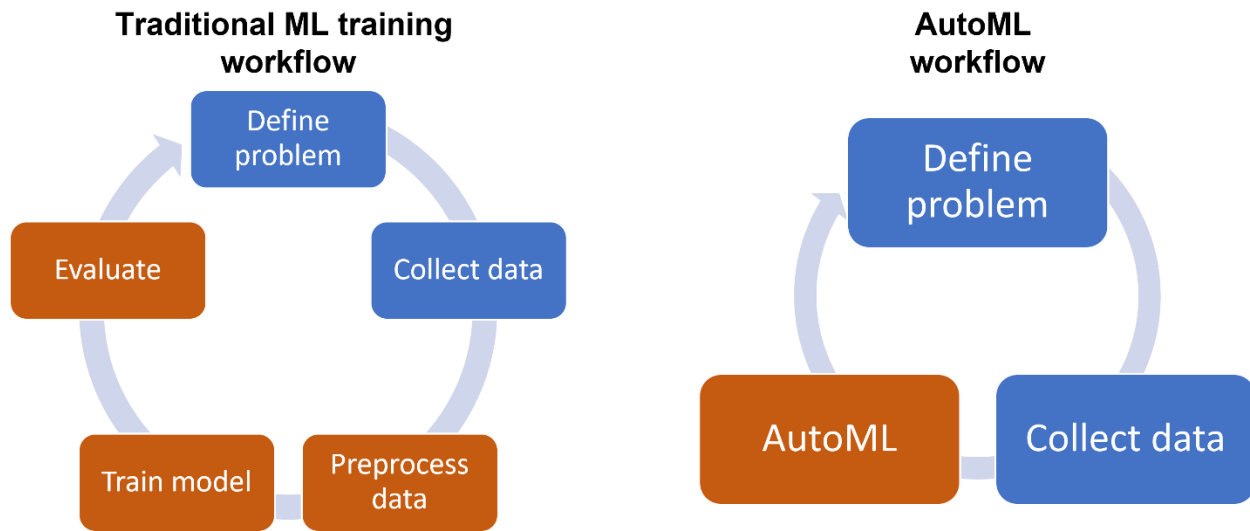 Traditional ML training
workflow
Define
problem
Collect data
Preprocess
data
Train model
Evaluate
AutoML
workflow
Define
problem
Collect data
AutoML